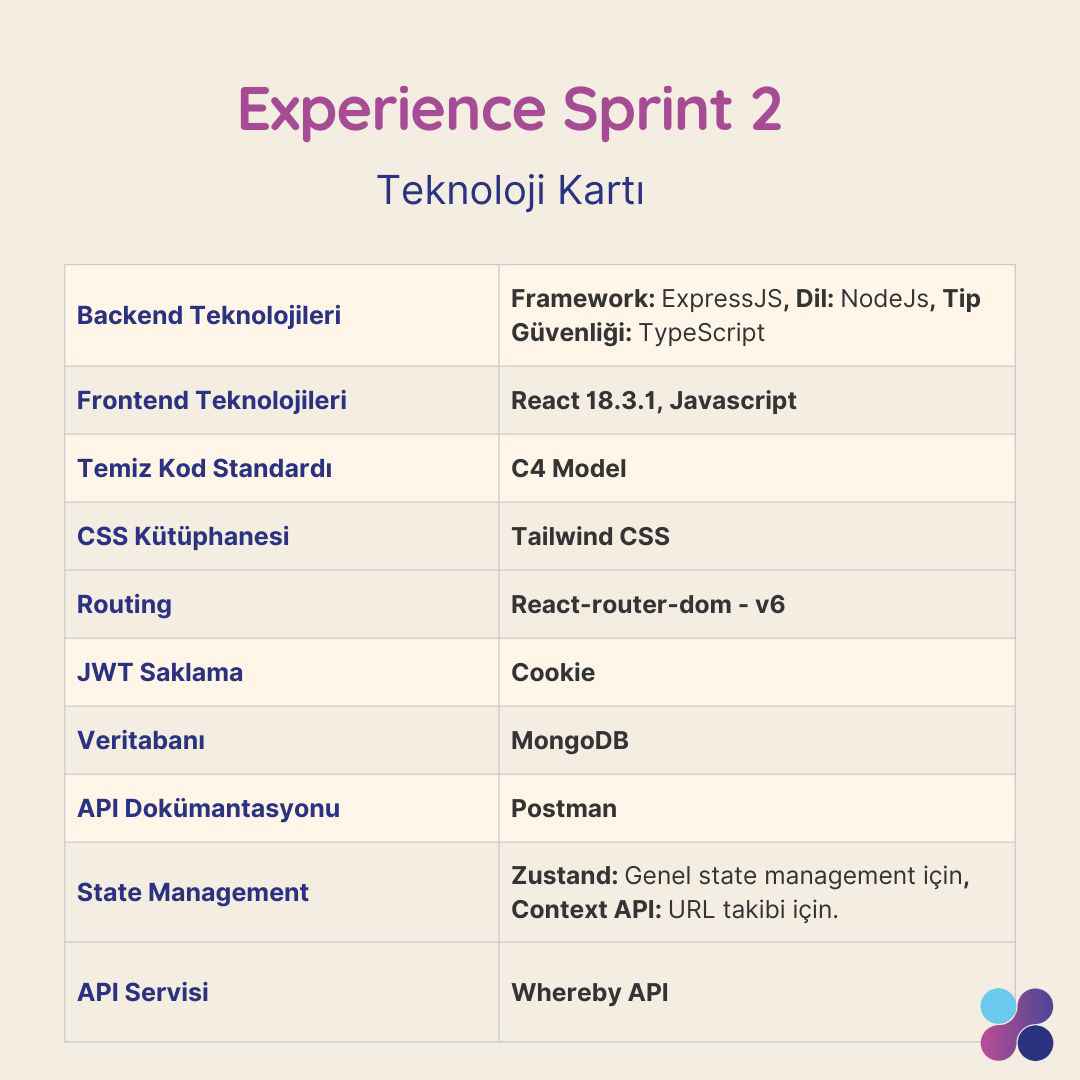 Experience Sprint 2
Teknoloji Kartı
Backend Teknolojileri
Framework: ExpressJS, Dil: NodeJs, Tip
Güvenliği: TypeScript
Frontend Teknolojileri
React 18.3.1, Javascript
Temiz Kod Standardı
C4 Model
CSS Kütüphanesi
Tailwind CSS
Routing
React-router-dom - v6
JWT Saklama
Cookie
Veritabanı
MongoDB
API Dokümantasyonu
Postman
State Management
Zustand: Genel state management için,
Context API: URL takibi için.
API Servisi
Whereby API